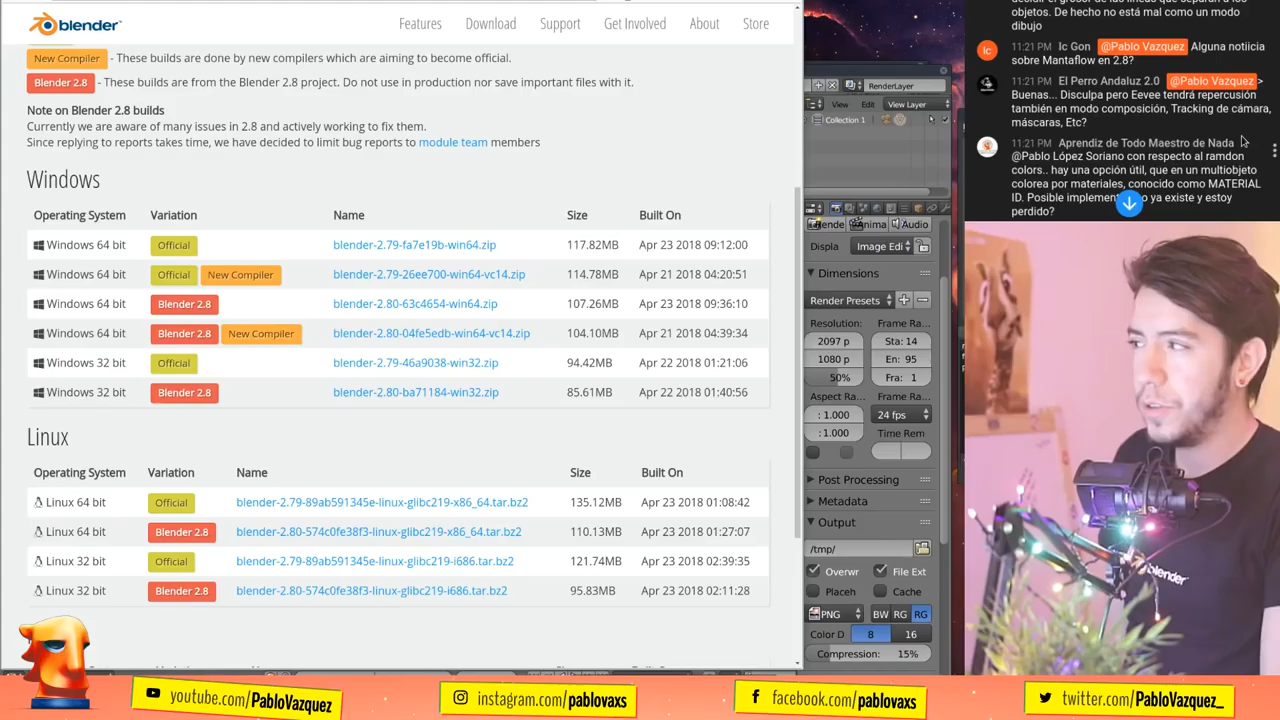 blender
Features Download Support Get Involved About Store
New Compiler - These builds are done by new compilers which are aiming to become official.
Blender 2.8 - These builds are from the Blender 2.8 project. Do not use in production nor save important files with it.
Note on Blender 2.8 builds
Currently we are aware of many issues in 2.8 and actively working to fix them.
Since replying to reports takes time, we have decided to limit bug reports to module team members
Windows
Operating System Variation Name Size Built On
Windows 64 bit Official blender-2.79-fa7e19b-win64.zip 117.82MB Apr 23 2018 09:12:00
Windows 64 bit Official New Compiler blender-2.79-26ee700-win64-vc14.zip 114.78MB Apr 21 2018 04:20:51
Windows 64 bit Blender 2.8 blender-2.80-63c4654-win64.zip 107.26MB Apr 23 2018 09:36:10
Windows 64 bit Blender 2.8 New Compiler blender-2.80-04fe5edb-win64-vc14.zip 104.10MB Apr 21 2018 04:39:34
Windows 32 bit Official blender-2.79-46a9038-win32.zip 94.42MB Apr 22 2018 01:21:06
Windows 32 bit Blender 2.8 blender-2.80-ba71184-win32.zip 85.61MB Apr 22 2018 01:40:56
Linux
Operating System Variation Name Size Built On
Linux 64 bit Official blender-2.79-89ab591345e-linux-glibc219-x86_64.tar.bz2 135.12MB Apr 23 2018 01:08:42
Linux 64 bit Blender 2.8 blender-2.80-574c0fe38f3-linux-glibc219-x86_64.tar.bz2 110.13MB Apr 23 2018 01:27:07
Linux 32 bit Official blender-2.79-89ab591345e-linux-glibc219-i686.tar.bz2 121.74MB Apr 23 2018 02:39:35
Linux 32 bit Blender 2.8 blender-2.80-574c0fe38f3-linux-glibc219-i686.tar.bz2 95.83MB Apr 23 2018 02:11:28
RenderLayer
View Edit View Layer
Collection 1
Rende Anima Audio
Displa Image Edi
Dimensions
Render Presets
Resolution: Frame Ra...
2097 p Sta: 14
1080 p En: 95
50% Fra: 1
Aspect Ra... Frame Ra...
: 1.000 24 fps
: 1.000 Time Rem
Post Processing
Metadata
Output
/tmp/
Overwr File Ext
Placeh Cache
PNG BW RG RG
Color D 8 16
Compression: 15%
objetos. De hecho no está mal como un modo
dibujo
Ic 11:21 PM Ic Gon @Pablo Vazquez Alguna notiicia
sobre Mantaflow en 2.8?
11:21 PM El Perro Andaluz 2.0 @Pablo Vazquez >
Buenas... Disculpa pero Eevee tendrá repercusión
también en modo composición, Tracking de cámara,
máscaras, Etc?
11:21 PM Aprendiz de Todo Maestro de Nada
@Pablo López Soriano con respecto al ramdon
colors.. hay una opción útil, que en un multiobjeto
colorea por materiales, conocido como MATERIAL
ID. Posible implement o ya existe y estoy
perdido?
blender
youtube.com/PabloVazquez
instagram.com/pablovaxs
facebook.com/pablovaxs
twitter.com/PabloVazquez_